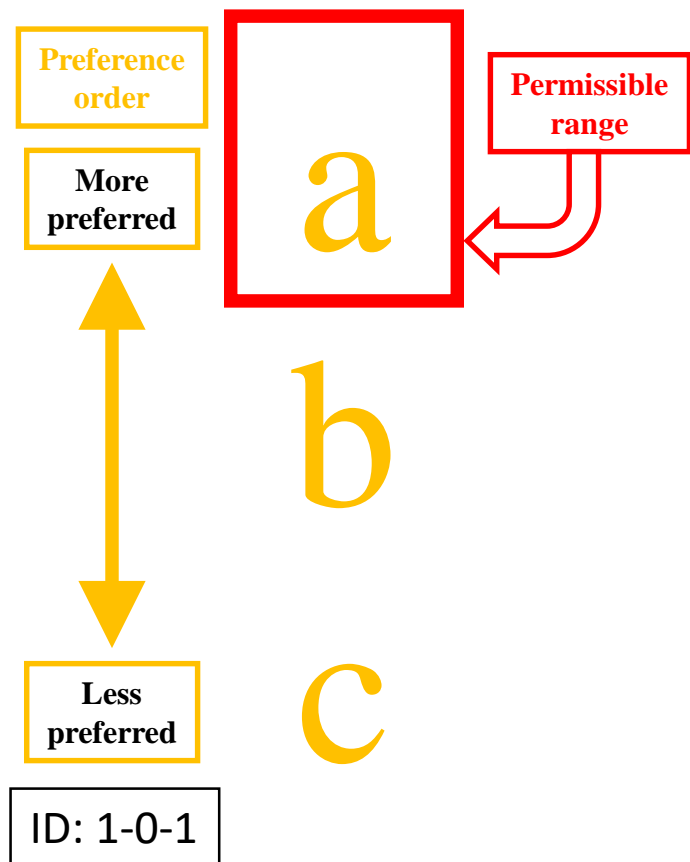 Preference
order
Permissible
range
More
preferred
a
b
c
Less
preferred
ID: 1-0-1